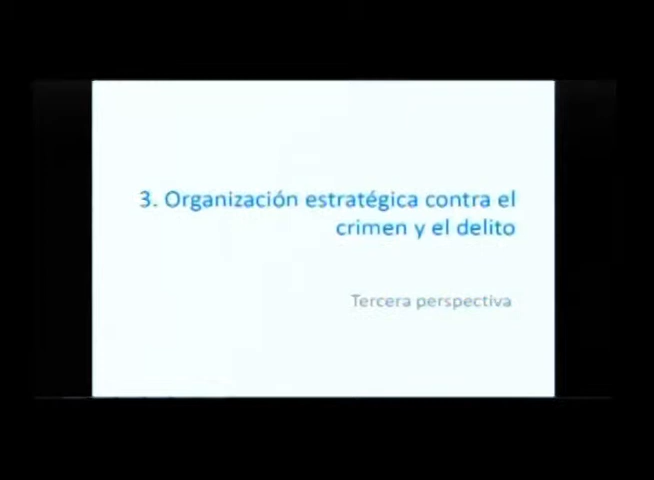 3. Organización estratégica contra el
crimen y el delito
Tercera perspectiva